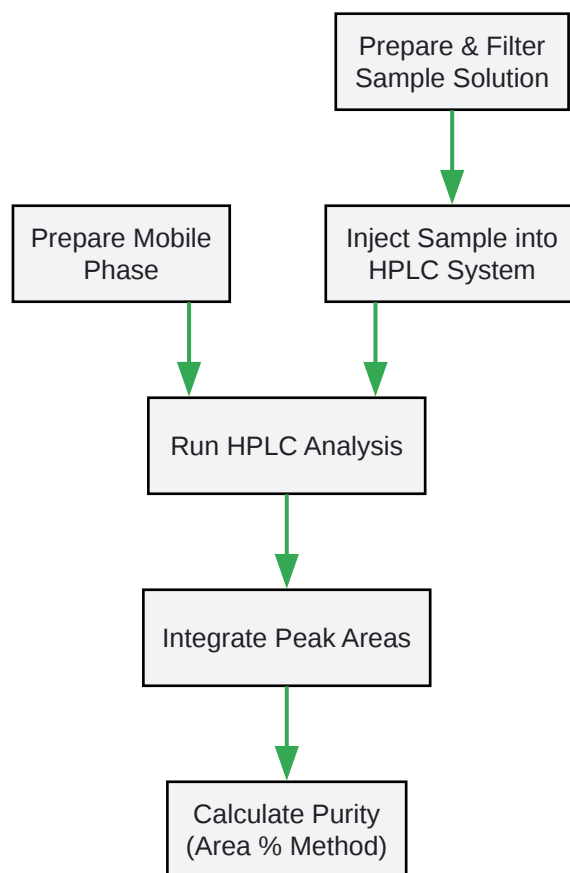 Prepare & Filter
Sample Solution
Prepare Mobile
Phase
Inject Sample into
HPLC System
Run HPLC Analysis
Integrate Peak Areas
Calculate Purity
(Area % Method)